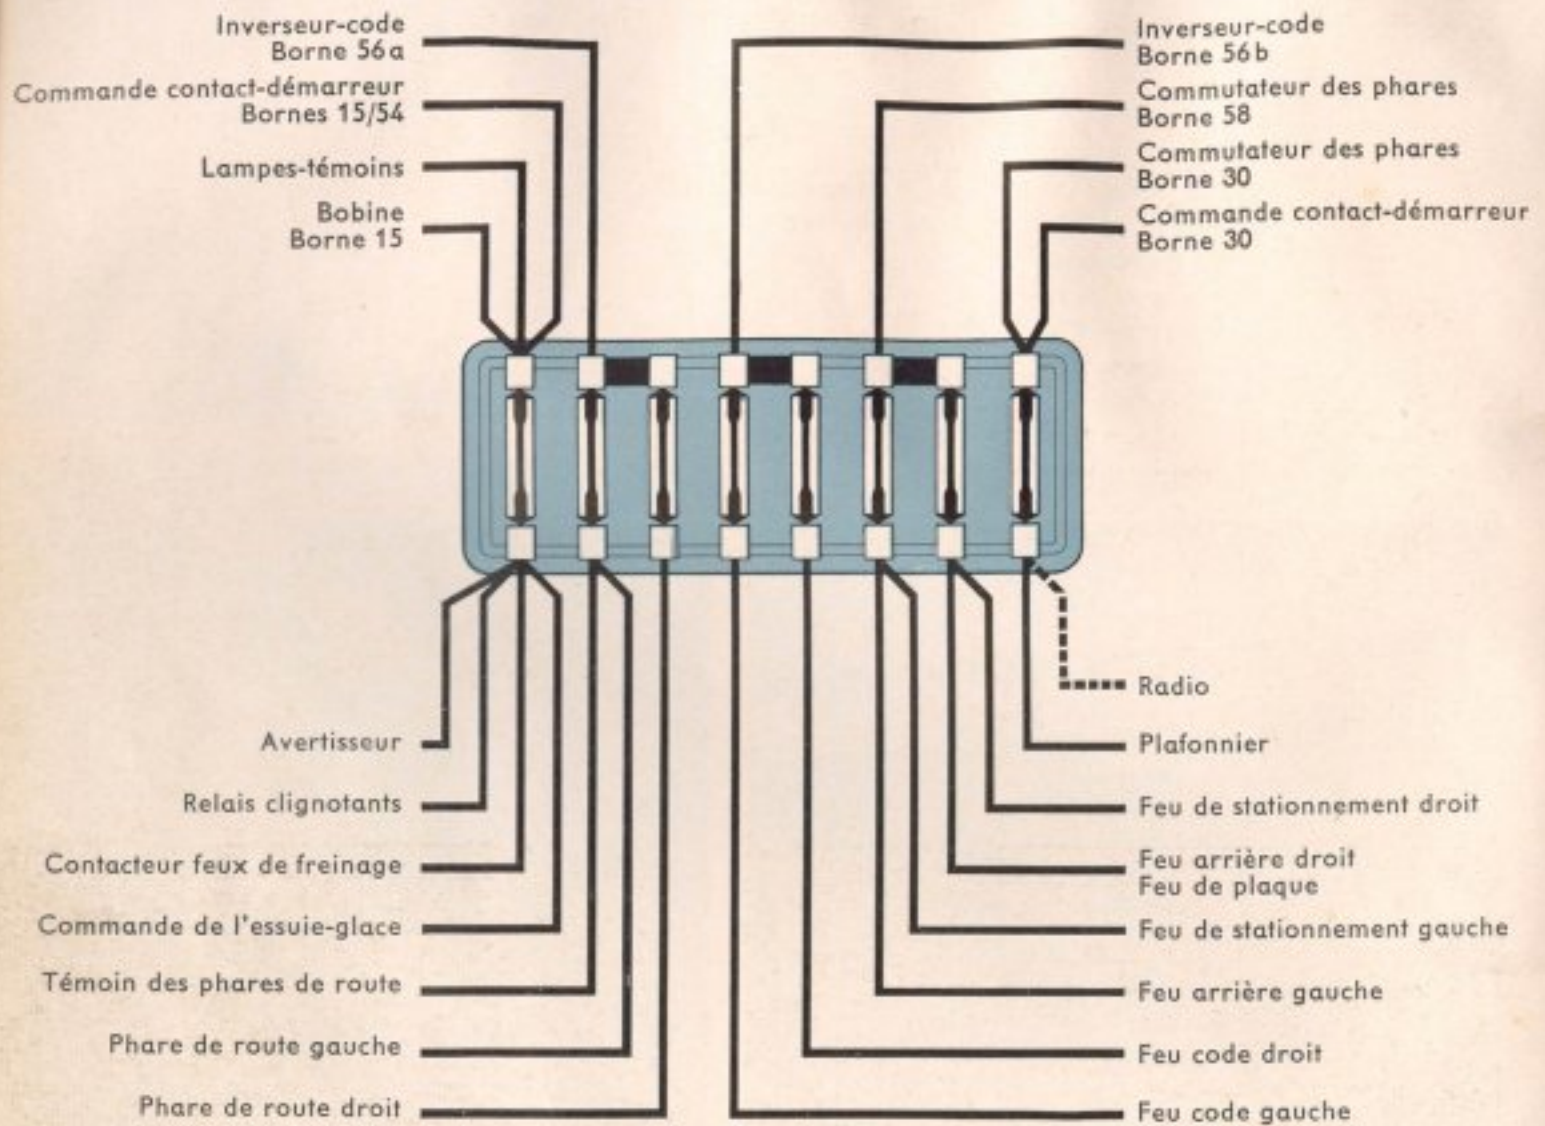 Inverseur-code
Borne 56a
Commande contact-démarreur
Bornes 15/54
Lampes-témoins
Bobine
Borne 15
Inverseur-code
Borne 56b
Commutateur des phares
Borne 58
Commutateur des phares
Borne 30
Commande contact-démarreur
Borne 30
Avertisseur
Relais clignotants
Contacteur feux de freinage
Commande de l'essuie-glace
Témoin des phares de route
Phare de route gauche
Phare de route droit
Radio
Plafonnier
Feu de stationnement droit
Feu arrière droit
Feu de plaque
Feu de stationnement gauche
Feu arrière gauche
Feu code droit
Feu code gauche